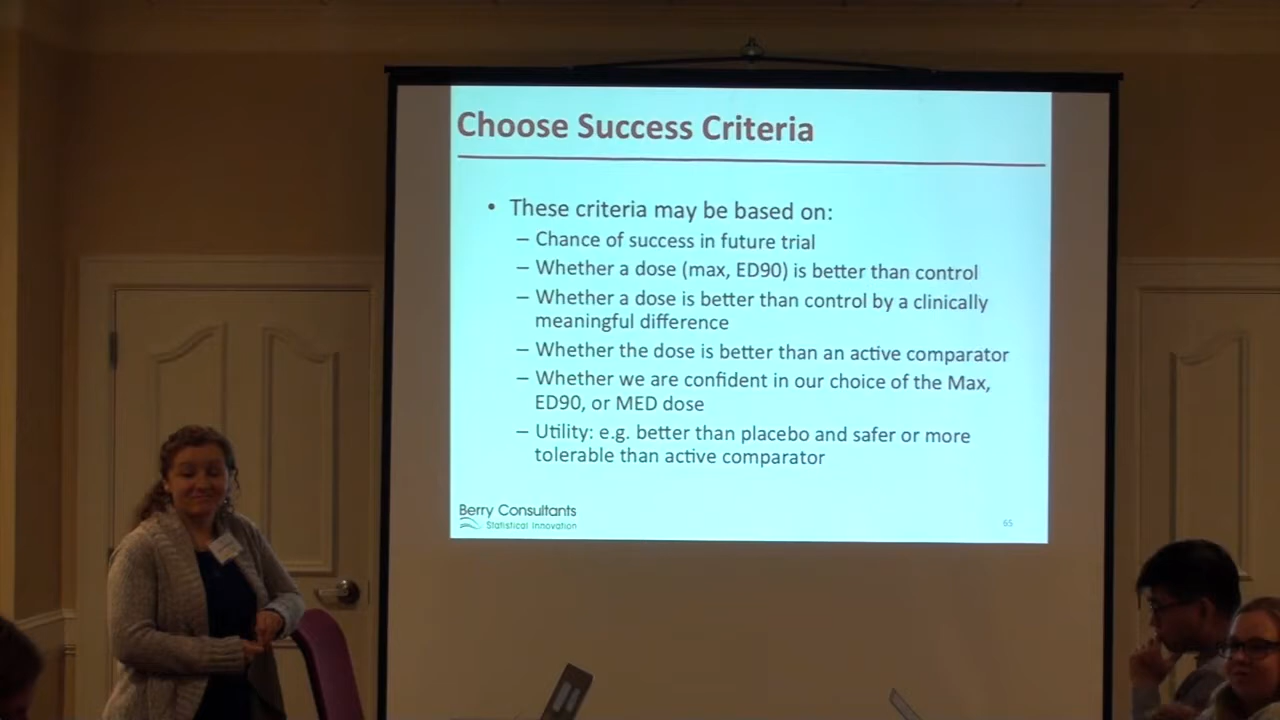 Choose Success Criteria
• These criteria may be based on:
– Chance of success in future trial
– Whether a dose (max, ED90) is better than control
– Whether a dose is better than control by a clinically
meaningful difference
– Whether the dose is better than an active comparator
– Whether we are confident in our choice of the Max,
ED90, or MED dose
– Utility: e.g. better than placebo and safer or more
tolerable than active comparator
Berry Consultants
Statistical Innovation
65